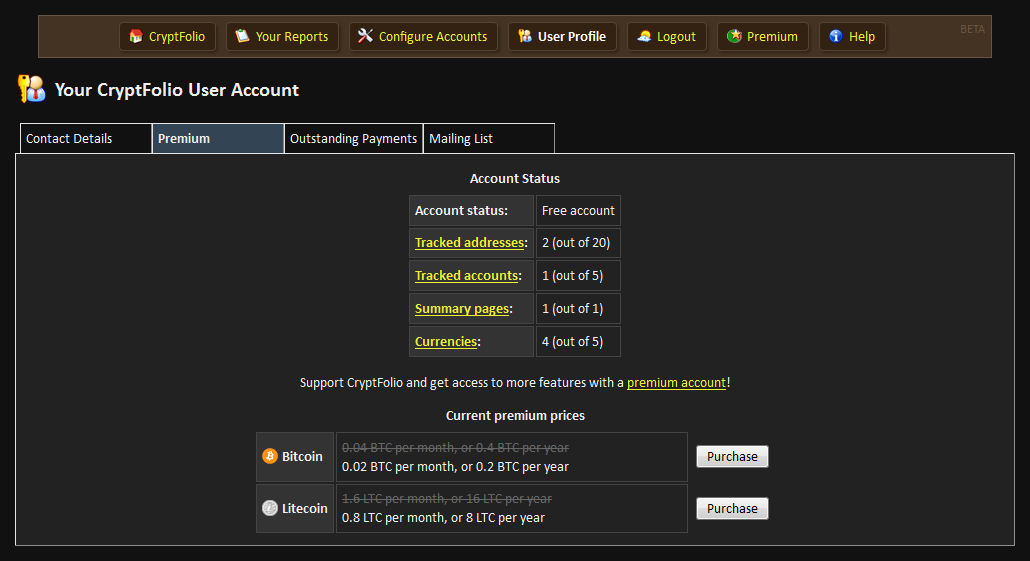 CryptFolio Your Reports Configure Accounts User Profile Logout Premium Help BETA
Your CryptFolio User Account
Contact Details Premium Outstanding Payments Mailing List
Account Status
Account status: Free account
Tracked addresses: 2 (out of 20)
Tracked accounts: 1 (out of 5)
Summary pages: 1 (out of 1)
Currencies: 4 (out of 5)
Support CryptFolio and get access to more features with a premium account!
Current premium prices
0.04 BTC per month, or 0.4 BTC per year
Bitcoin 0.02 BTC per month, or 0.2 BTC per year Purchase
1.6 LTC per month, or 16 LTC per year
Litecoin 0.8 LTC per month, or 8 LTC per year Purchase